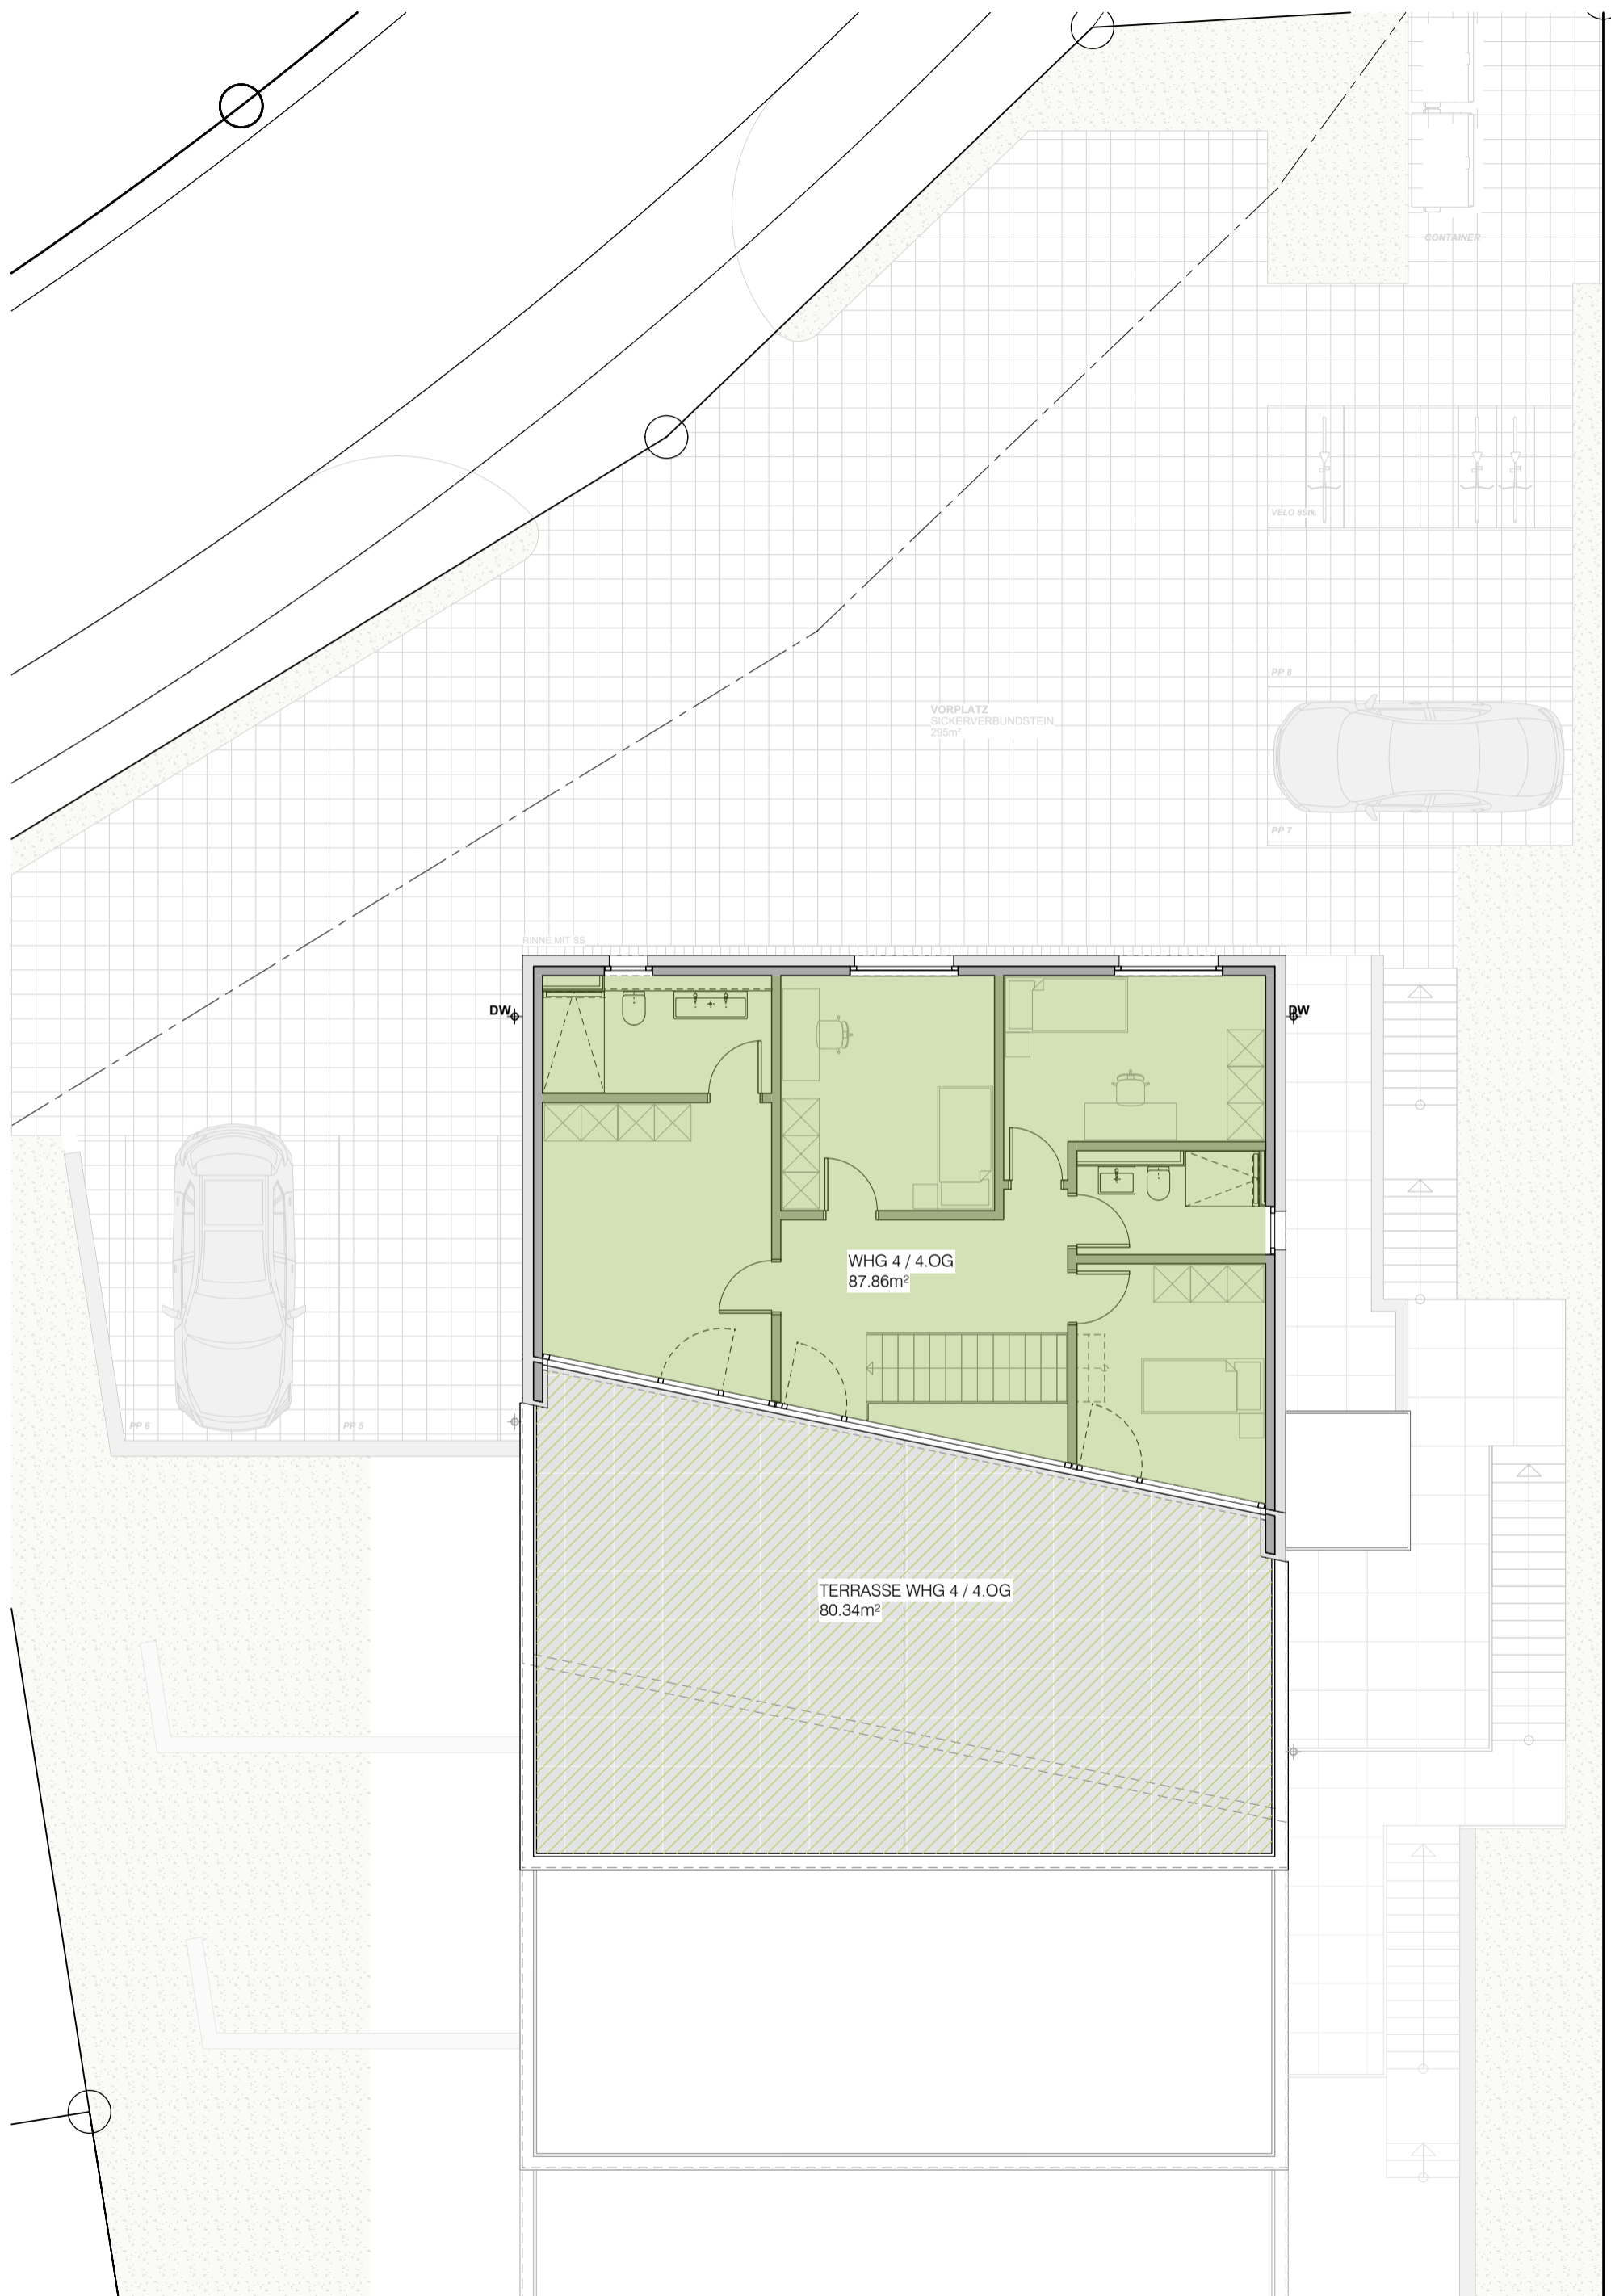 CONTAINER
VELO 8Stk.
PP 8
VORPLATZ
SICKERVERBUNDSTEIN
295m²
PP 7
RINNE MIT SS
DW
DW
WHG 4 / 4.OG
87.86m²
PP 6
PP 5
TERRASSE WHG 4 / 4.OG
80.34m²